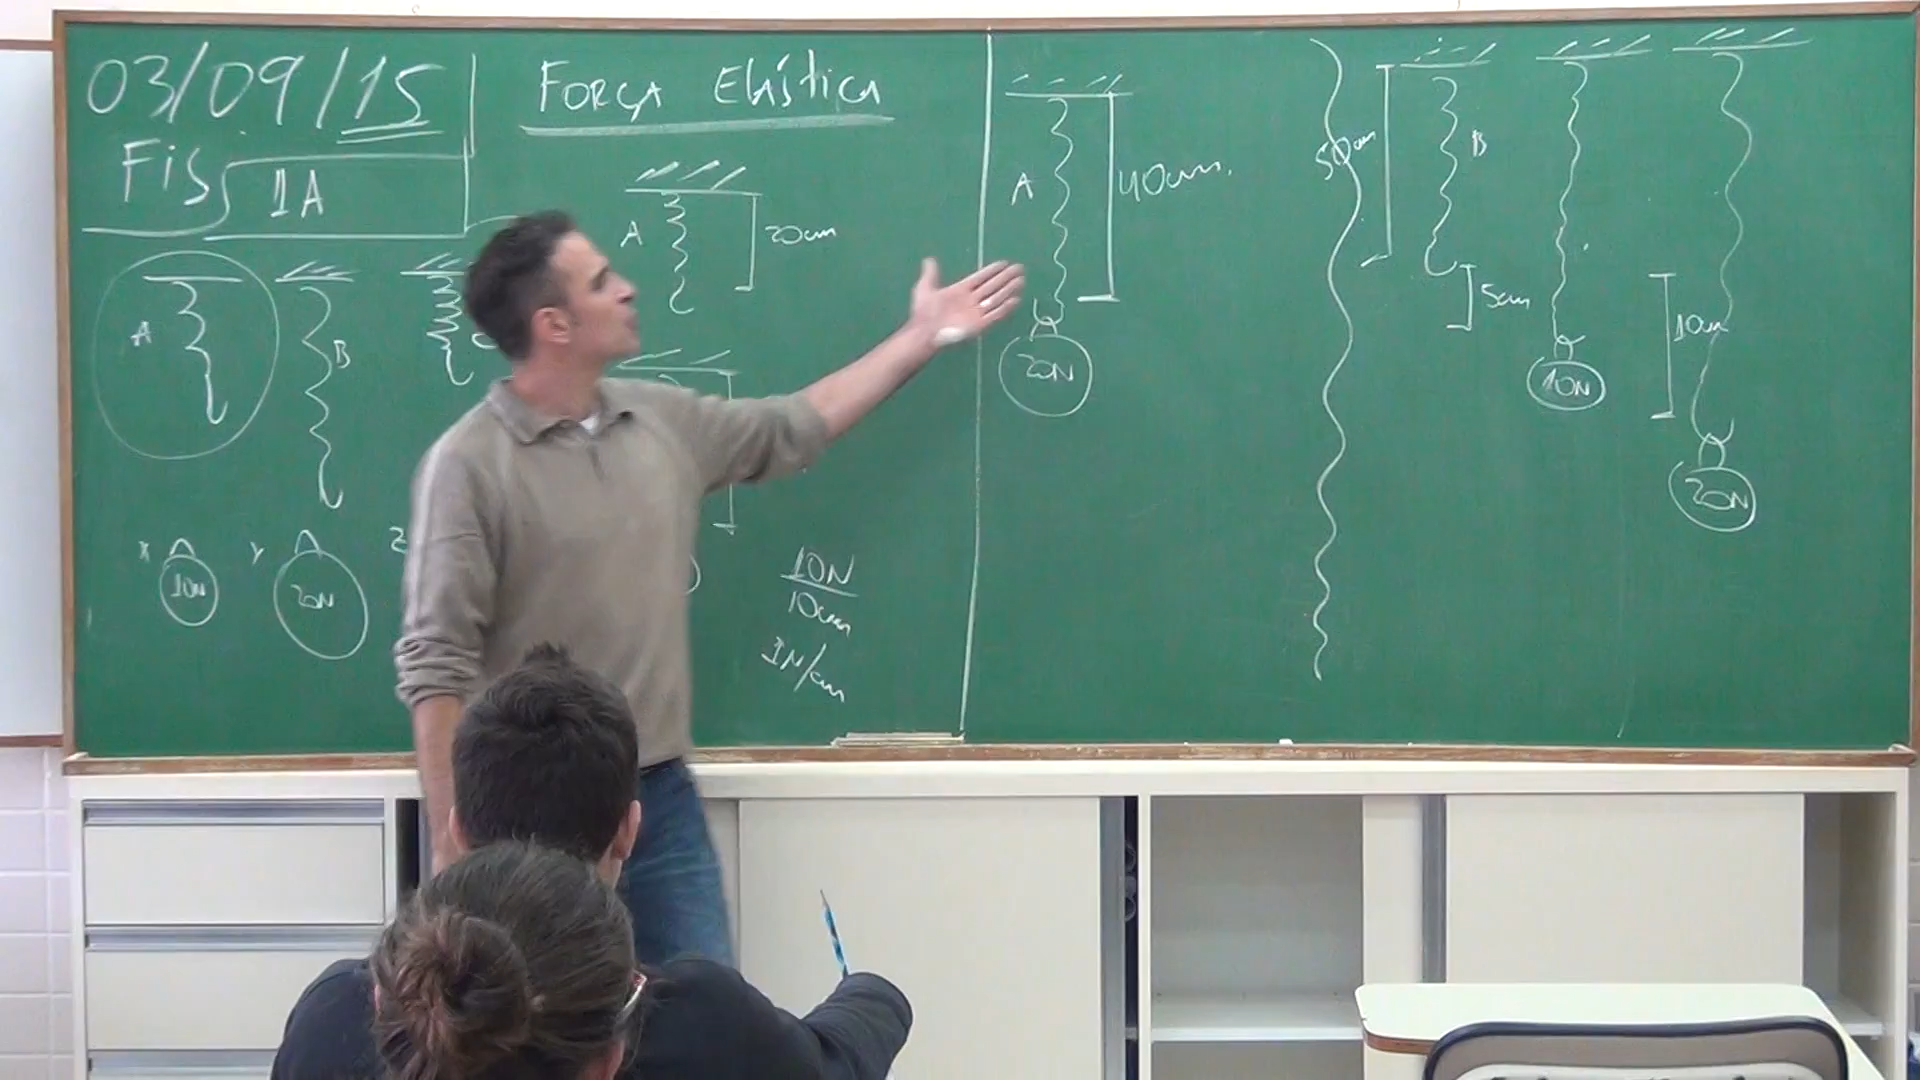 03/09/15
Fis 1A
Força Elástica
A
B
C
X
10N
Y
20N
A
20cm
10N
10cm
1N/cm
A
40cm.
20N
50cm
B
5cm
10N
10cm
20N